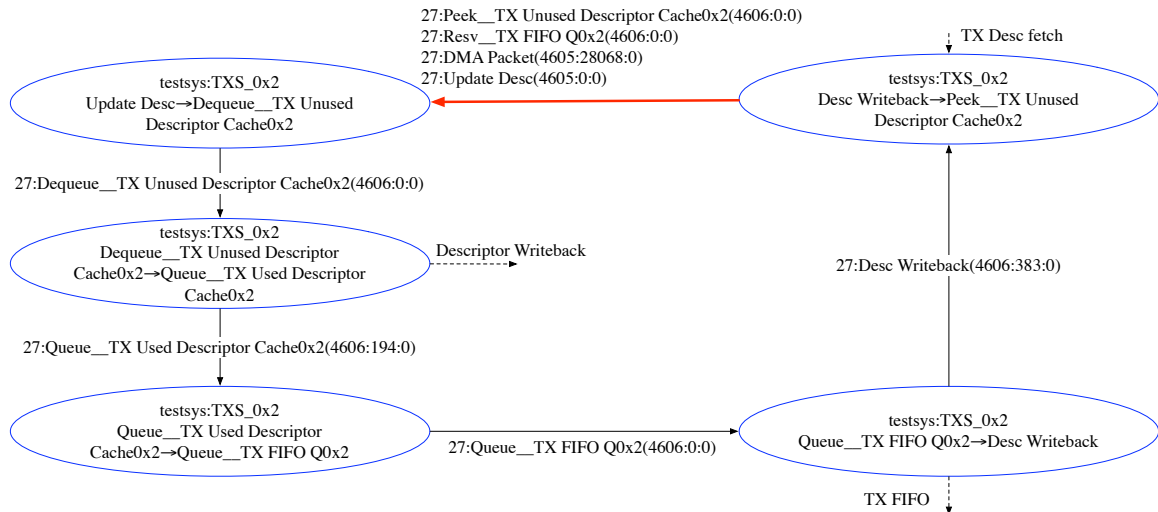 27:Peek__TX Unused Descriptor Cache0x2(4606:0:0)
27:Resv__TX FIFO Q0x2(4606:0:0)
27:DMA Packet(4605:28068:0)
27:Update Desc(4605:0:0)
TX Desc fetch
testsys:TXS_0x2
Update Desc→Dequeue__TX Unused
Descriptor Cache0x2
testsys:TXS_0x2
Desc Writeback→Peek__TX Unused
Descriptor Cache0x2
27:Dequeue__TX Unused Descriptor Cache0x2(4606:0:0)
testsys:TXS_0x2
Dequeue__TX Unused Descriptor
Cache0x2→Queue__TX Used Descriptor
Cache0x2
Descriptor Writeback
27:Desc Writeback(4606:383:0)
27:Queue__TX Used Descriptor Cache0x2(4606:194:0)
testsys:TXS_0x2
Queue__TX Used Descriptor
Cache0x2→Queue__TX FIFO Q0x2
27:Queue__TX FIFO Q0x2(4606:0:0)
testsys:TXS_0x2
Queue__TX FIFO Q0x2→Desc Writeback
TX FIFO